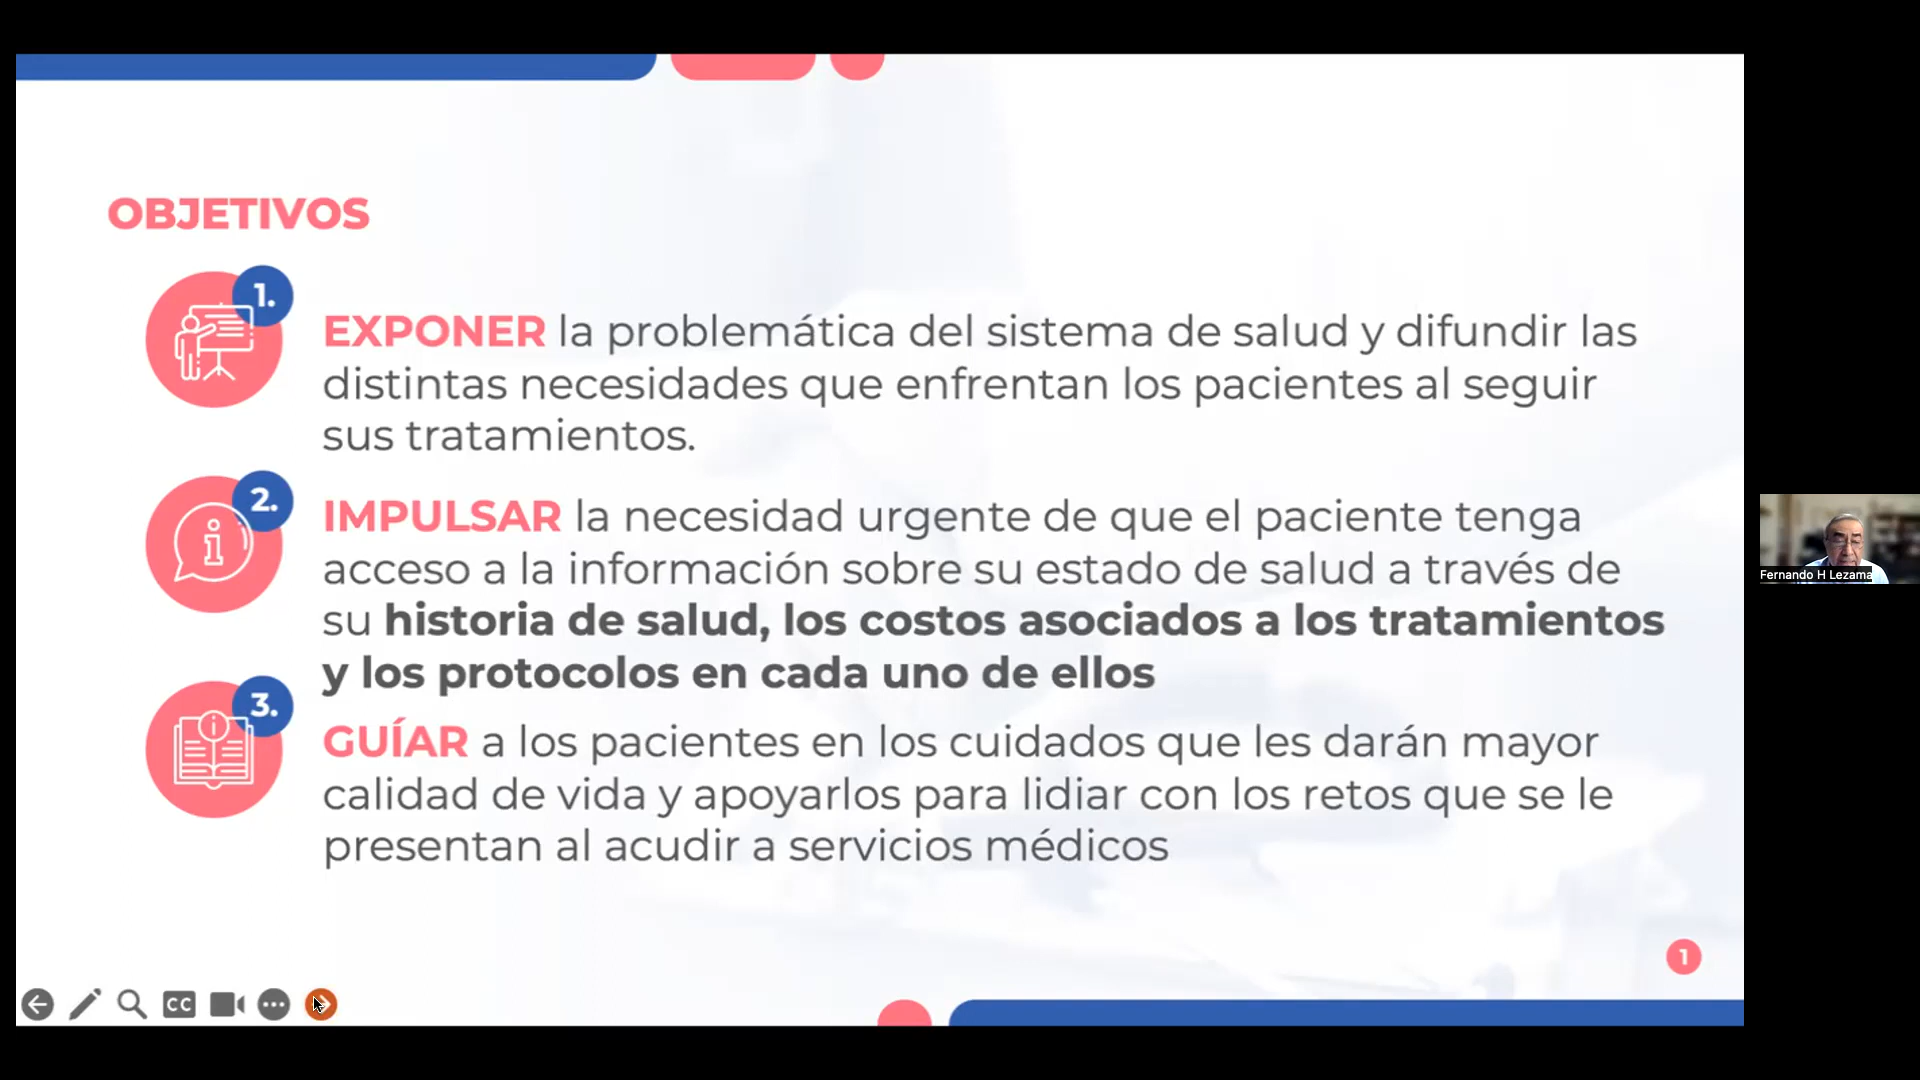 OBJETIVOS
1.
EXPONER la problemática del sistema de salud y difundir las
distintas necesidades que enfrentan los pacientes al seguir
sus tratamientos.
2.
IMPULSAR la necesidad urgente de que el paciente tenga
acceso a la información sobre su estado de salud a través de
su historia de salud, los costos asociados a los tratamientos
y los protocolos en cada uno de ellos
3.
GUÍAR a los pacientes en los cuidados que les darán mayor
calidad de vida y apoyarlos para lidiar con los retos que se le
presentan al acudir a servicios médicos
1
CC
Fernando H Lezama